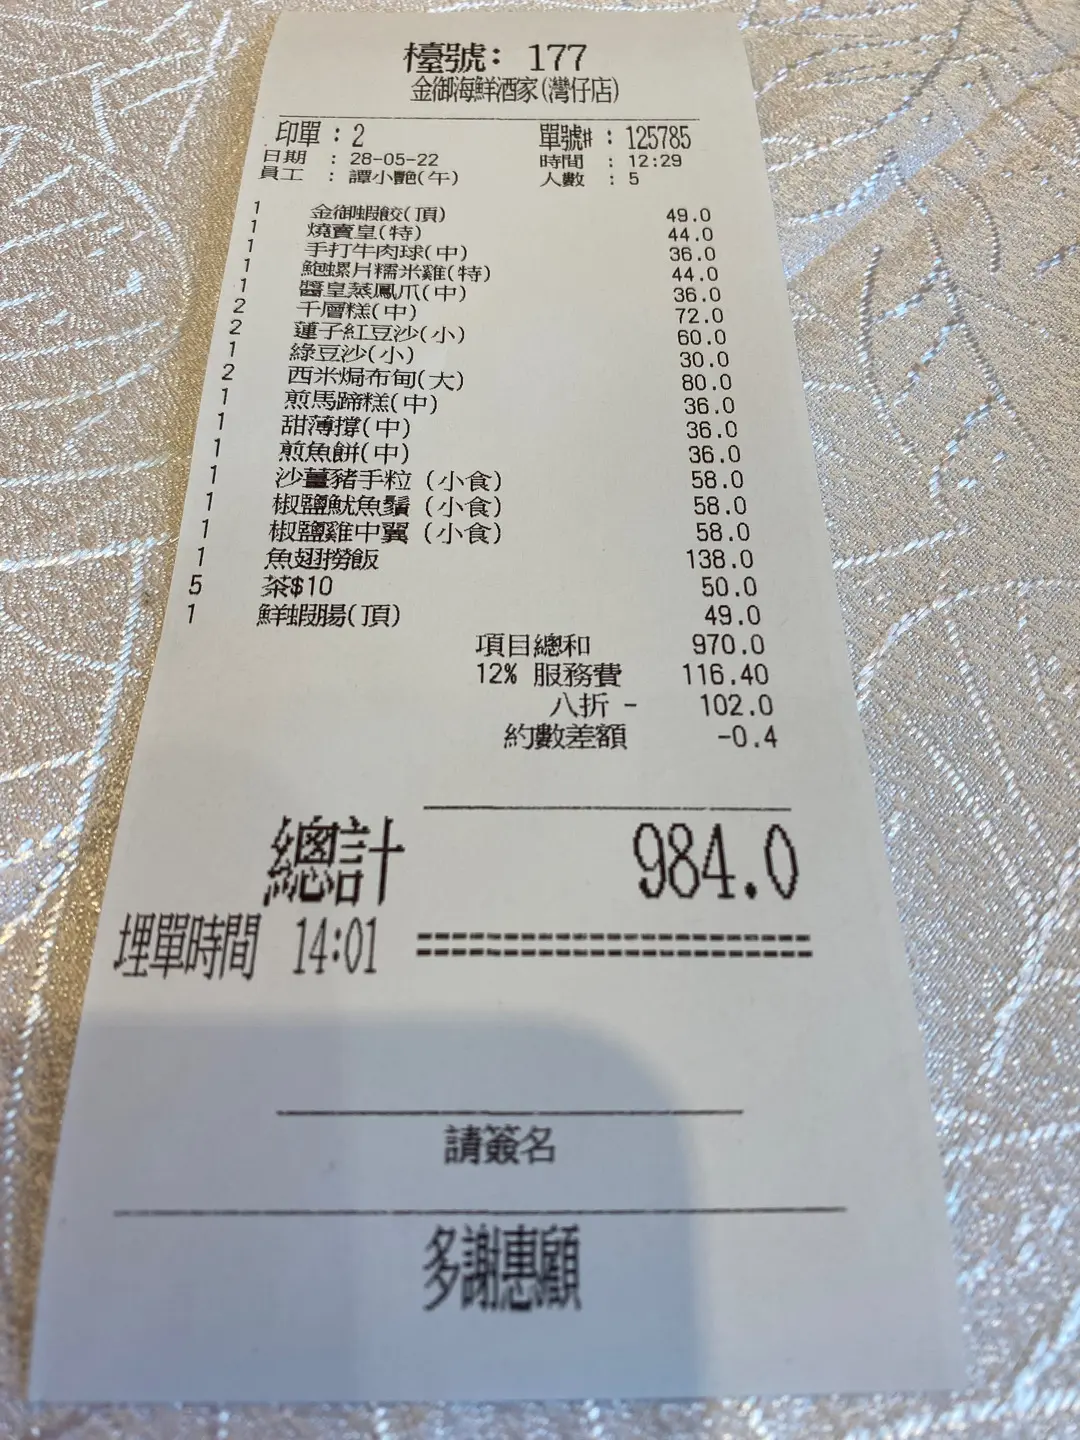 檯號: 177
金御海鮮酒家(灣仔店)
印單 : 2 單號# : 125785
日期 : 28-05-22 時間 : 12:29
員工 : 譚小艷(午) 人數 : 5
1 金御蝦餃(頂) 49.0
1 燒賣皇(特) 44.0
1 手打牛肉球(中) 36.0
1 鮑螺片糯米雞(特) 44.0
1 醬皇蒸鳳爪(中) 36.0
2 千層糕(中) 72.0
2 蓮子紅豆沙(小) 60.0
1 綠豆沙(小) 30.0
2 西米焗布甸(大) 80.0
1 煎馬蹄糕(中) 36.0
1 甜薄撐(中) 36.0
1 煎魚餅(中) 36.0
1 沙薑豬手粒 (小食) 58.0
1 椒鹽魷魚鬚 (小食) 58.0
1 椒鹽雞中翼 (小食) 58.0
1 魚翅撈飯 138.0
5 茶$10 50.0
1 鮮蝦腸(頂) 49.0
項目總和 970.0
12% 服務費 116.40
八折 - 102.0
約數差額 -0.4
總計 984.0
埋單時間 14:01 =======================
請簽名
多謝惠顧